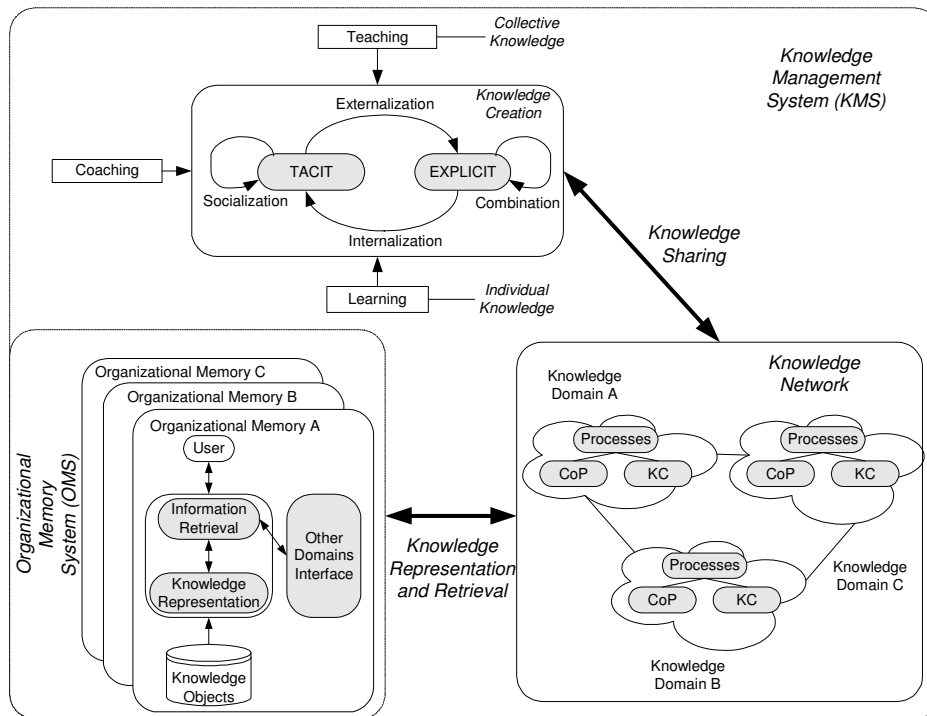 Teaching
Collective
Knowledge
Knowledge
Management
System (KMS)
Externalization
Knowledge
Creation
Coaching
TACIT
EXPLICIT
Socialization
Combination
Internalization
Knowledge
Sharing
Learning
Individual
Knowledge
Organizational
Memory
System (OMS)
Organizational Memory C
Organizational Memory B
Organizational Memory A
User
Information
Retrieval
Other
Domains
Interface
Knowledge
Representation
Knowledge
Objects
Knowledge
Representation
and Retrieval
Knowledge
Network
Knowledge
Domain A
Processes
CoP
KC
Processes
CoP
KC
Processes
CoP
KC
Knowledge
Domain C
Knowledge
Domain B